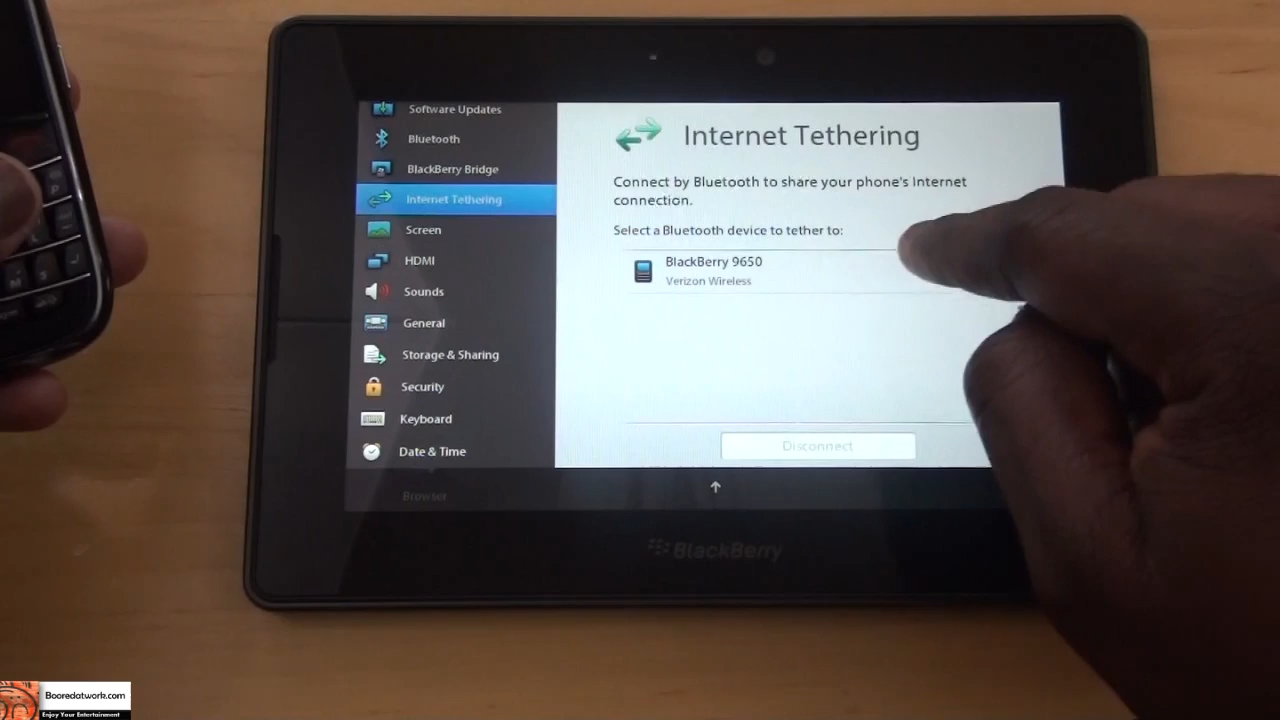 Software Updates
Bluetooth
BlackBerry Bridge
Internet Tethering
Screen
HDMI
Sounds
General
Storage & Sharing
Security
Keyboard
Date & Time
Browser
Internet Tethering
Connect by Bluetooth to share your phone's Internet
connection.
Select a Bluetooth device to tether to:
BlackBerry 9650
Verizon Wireless
Disconnect
BlackBerry
Booredatwork.com
Enjoy Your Entertainment